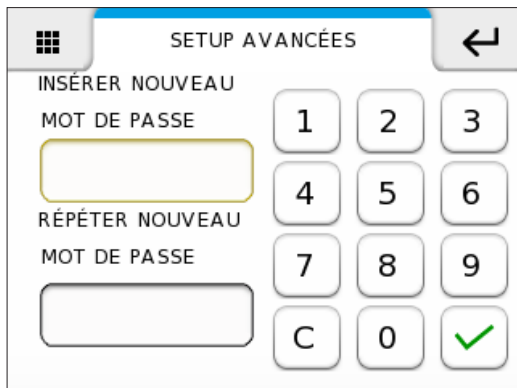 SETUP AVANCÉES
INSÉRER NOUVEAU
MOT DE PASSE
RÉPÉTER NOUVEAU
MOT DE PASSE
1 2 3
4 5 6
7 8 9
C 0